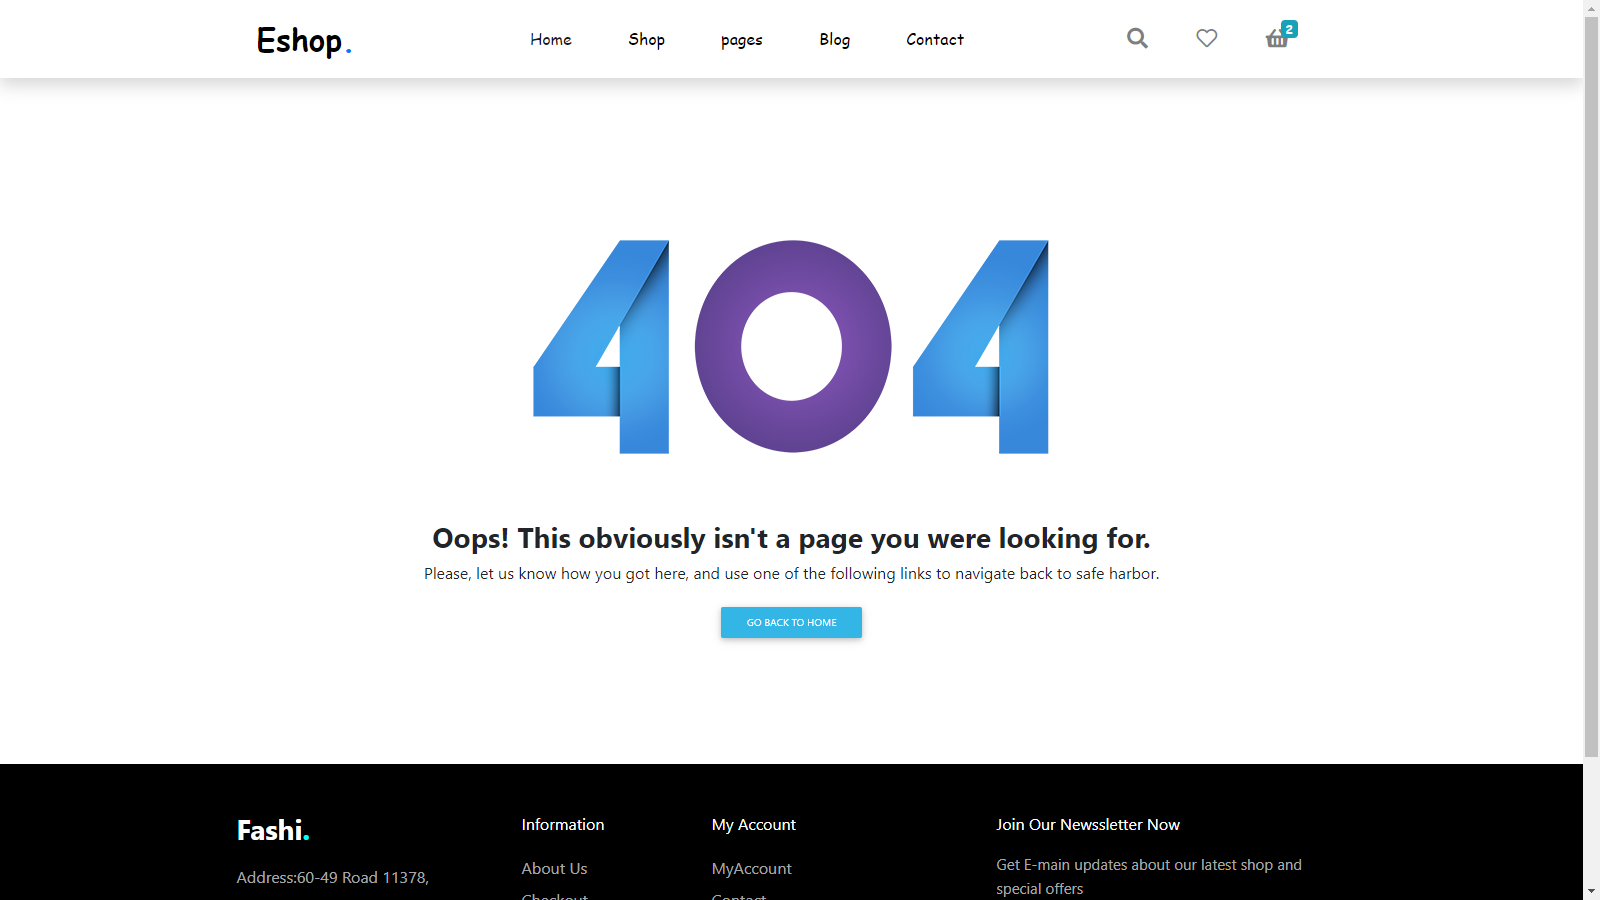 Eshop.
Home
Shop
pages
Blog
Contact
2
404
Oops! This obviously isn't a page you were looking for.
Please, let us know how you got here, and use one of the following links to navigate back to safe harbor.
GO BACK TO HOME
Fashi.
Address:60-49 Road 11378,
Information
About Us
Checkout
My Account
MyAccount
Contact
Join Our Newssletter Now
Get E-main updates about our latest shop and
special offers